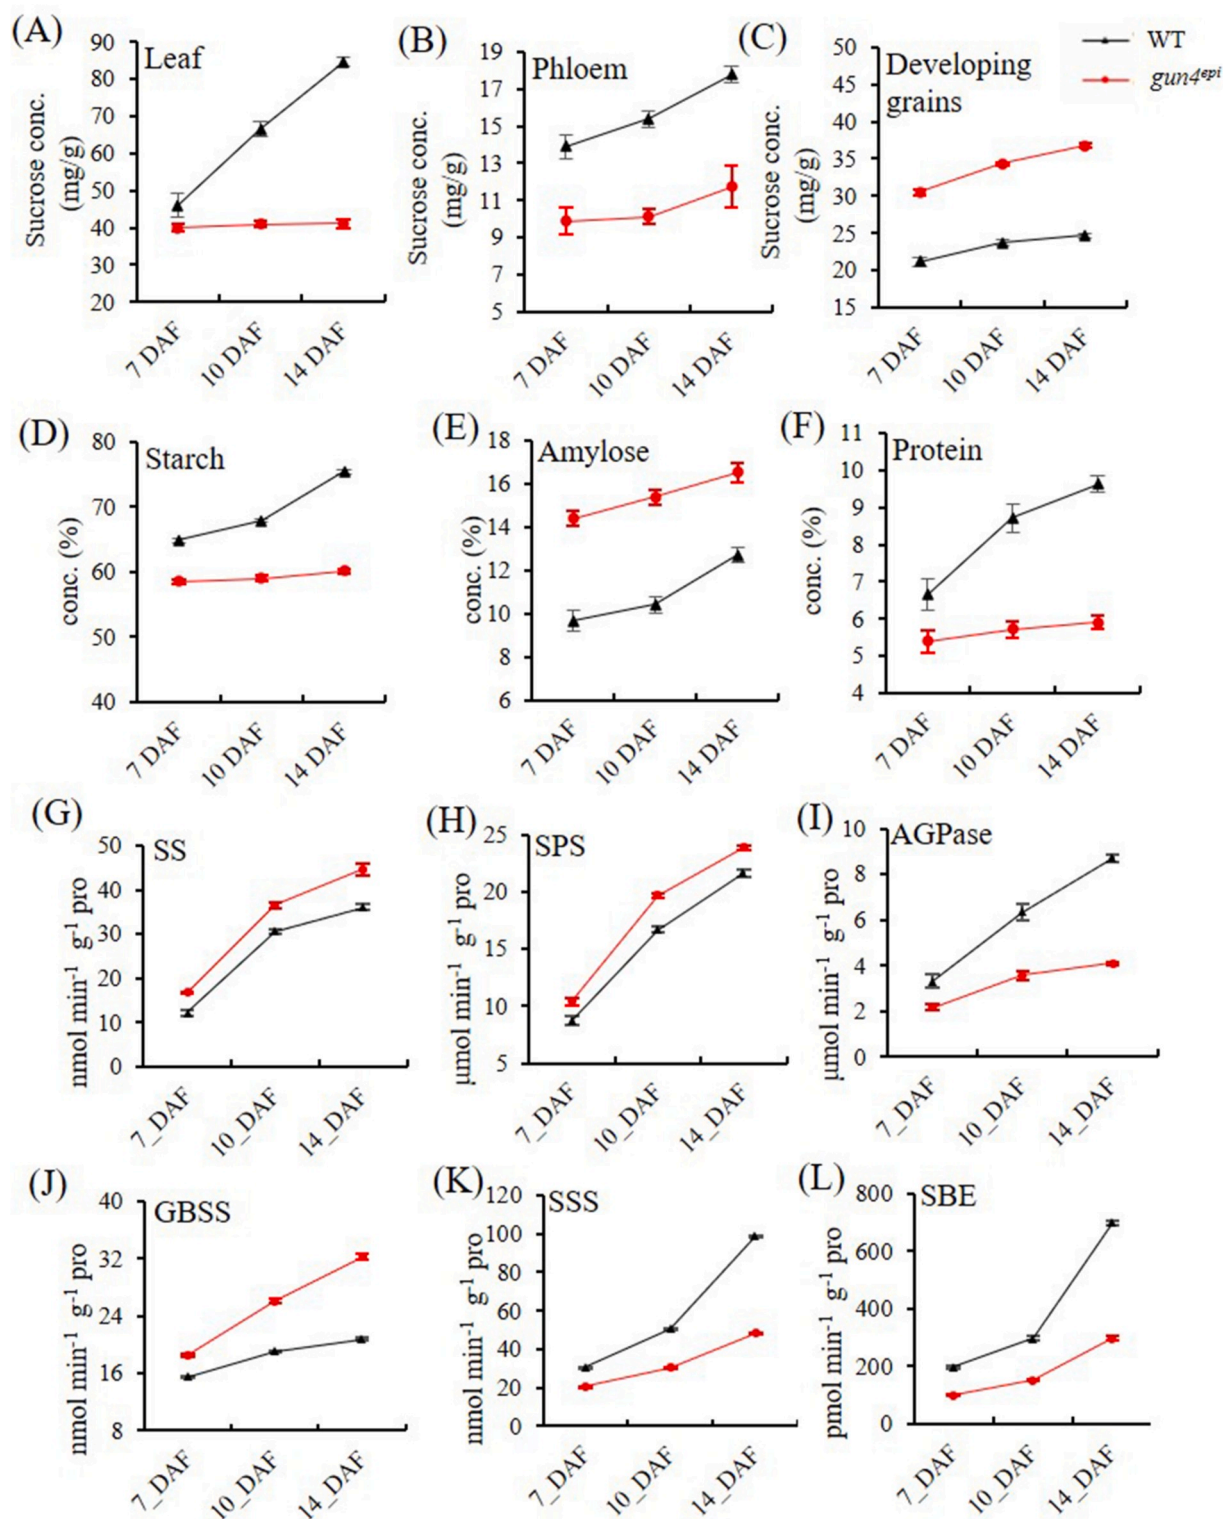 (A)
Leaf
Sucrose conc.
(mg/g)
90
80
70
60
50
40
30
20
7 DAF
10 DAF
14 DAF
(B)
Phloem
Sucrose conc.
(mg/g)
19
17
15
13
11
9
7
5
7 DAF
10 DAF
14 DAF
(C)
Developing
grains
Sucrose conc.
(mg/g)
50
45
40
35
30
25
20
15
7 DAF
10 DAF
14 DAF
WT
gun4ᵉᵖⁱ
(D)
Starch
conc. (%)
80
70
60
50
40
7 DAF
10 DAF
14 DAF
(E)
Amylose
conc. (%)
18
16
14
12
10
8
6
7 DAF
10 DAF
14 DAF
(F)
Protein
conc. (%)
11
10
9
8
7
6
5
4
7 DAF
10 DAF
14 DAF
(G)
SS
nmol min⁻¹ g⁻¹ pro
50
40
30
20
10
0
7_DAF
10_DAF
14_DAF
(H)
SPS
μmol min⁻¹ g⁻¹ pro
25
20
15
10
5
7_DAF
10_DAF
14_DAF
(I)
AGPase
μmol min⁻¹ g⁻¹ pro
10
8
6
4
2
0
7_DAF
10_DAF
14_DAF
(J)
GBSS
nmol min⁻¹ g⁻¹ pro
40
32
24
16
8
7_DAF
10_DAF
14_DAF
(K)
SSS
nmol min⁻¹ g⁻¹ pro
120
100
80
60
40
20
0
7_DAF
10_DAF
14_DAF
(L)
SBE
pmol min⁻¹ g⁻¹ pro
800
600
400
200
0
7_DAF
10_DAF
14_DAF